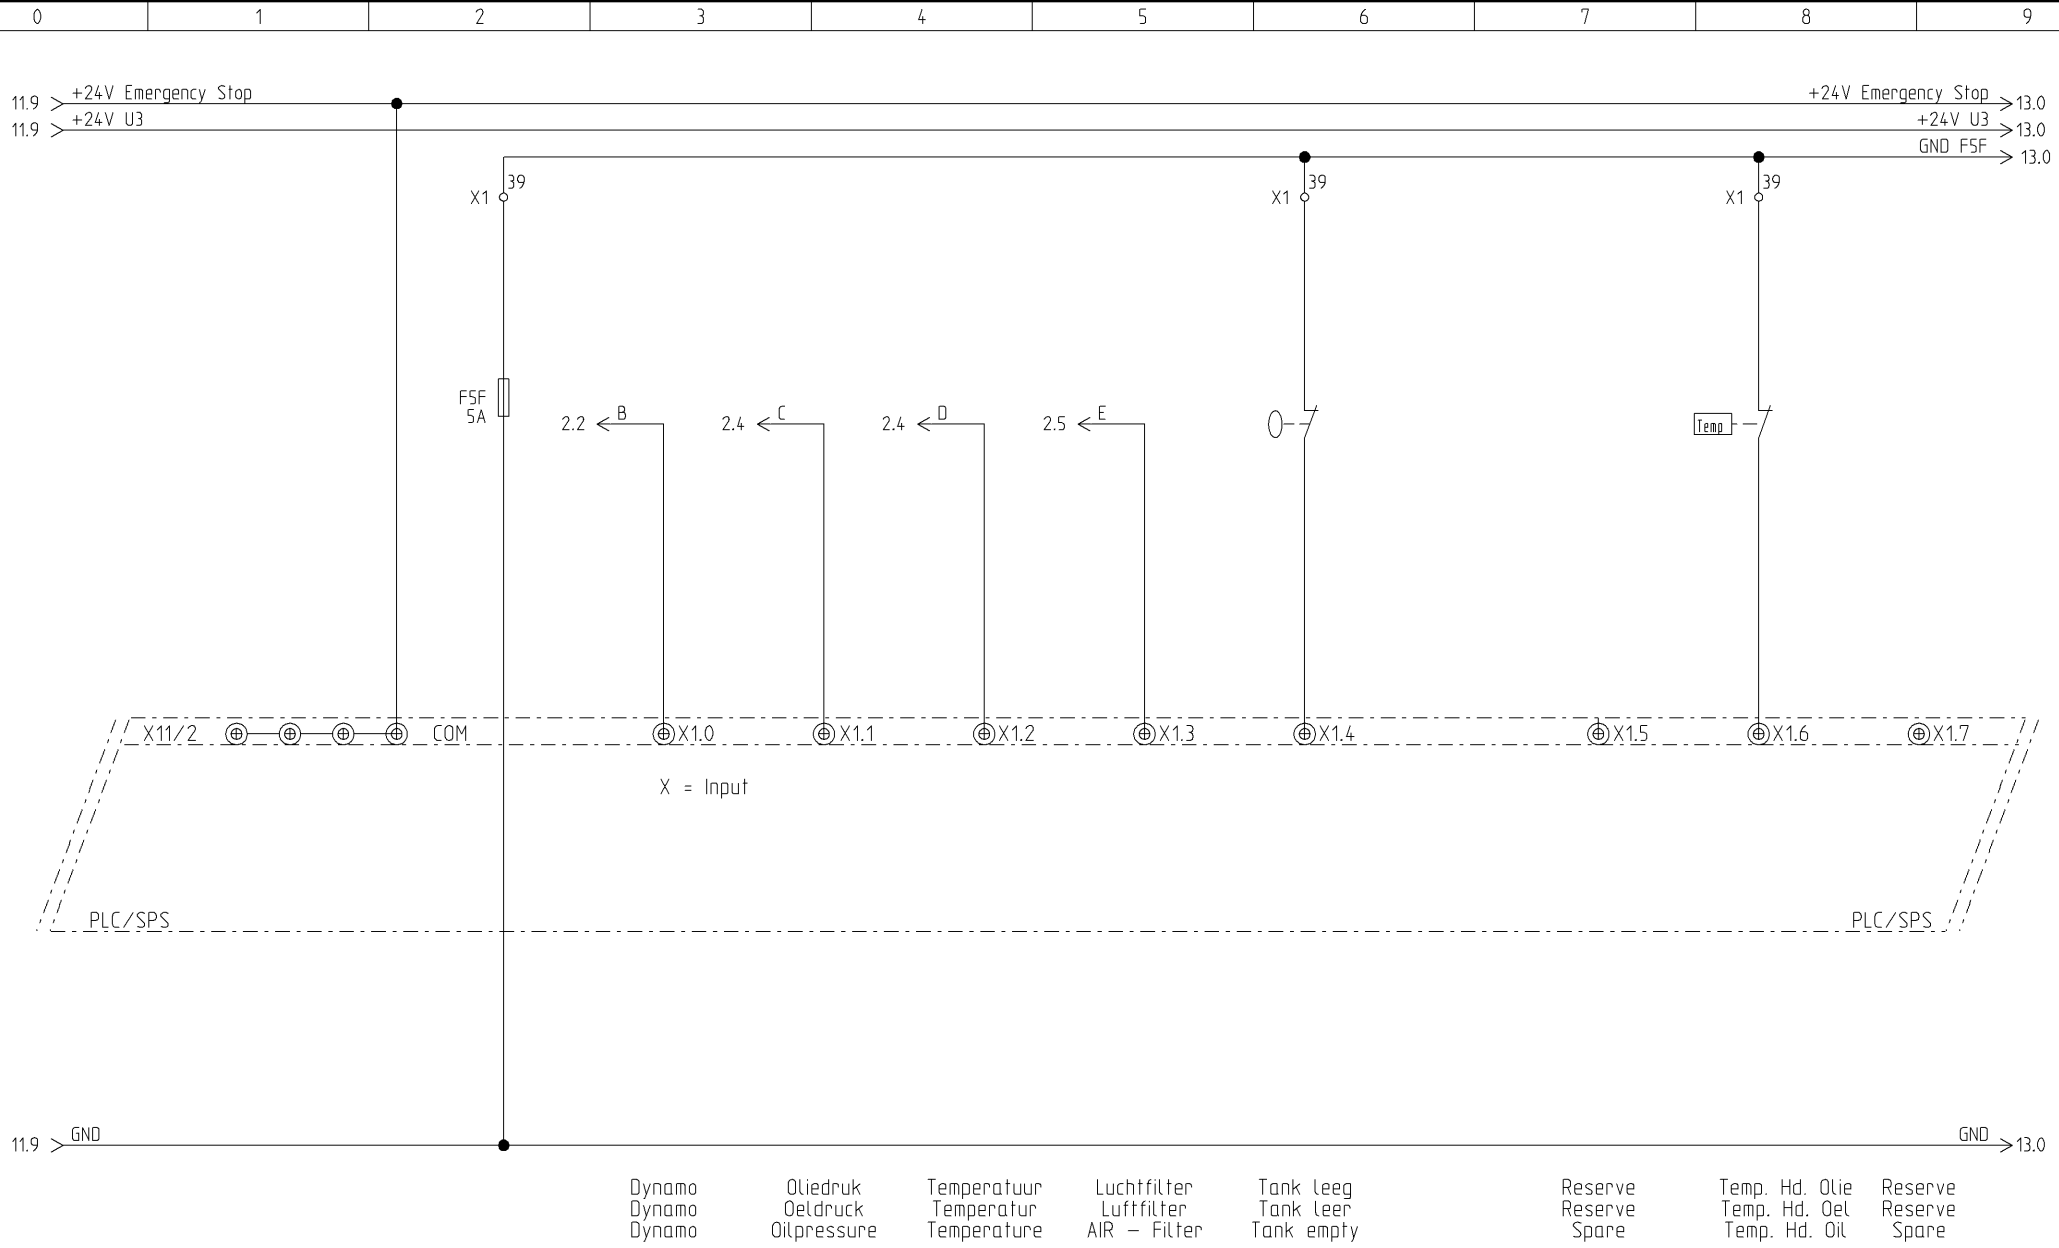 0 1 2 3 4 5 6 7 8 9
11.9 +24V Emergency Stop +24V Emergency Stop 13.0
11.9 +24V U3 +24V U3 13.0
GND F5F 13.0
39 39 39
X1 X1 X1
F5F
5A
2.2 B 2.4 C 2.4 D 2.5 E
Temp
X11/2 COM X1.0 X1.1 X1.2 X1.3 X1.4 X1.5 X1.6 X1.7
X = Input
PLC/SPS PLC/SPS
11.9 GND GND 13.0
Dynamo Oliedruk Temperatuur Luchtfilter Tank leeg Reserve Temp. Hd. Olie Reserve
Dynamo Oeldruck Temperatur Luftfilter Tank leer Reserve Temp. Hd. Oel Reserve
Dynamo Oilpressure Temperature AIR - Filter Tank empty Spare Temp. Hd. Oil Spare